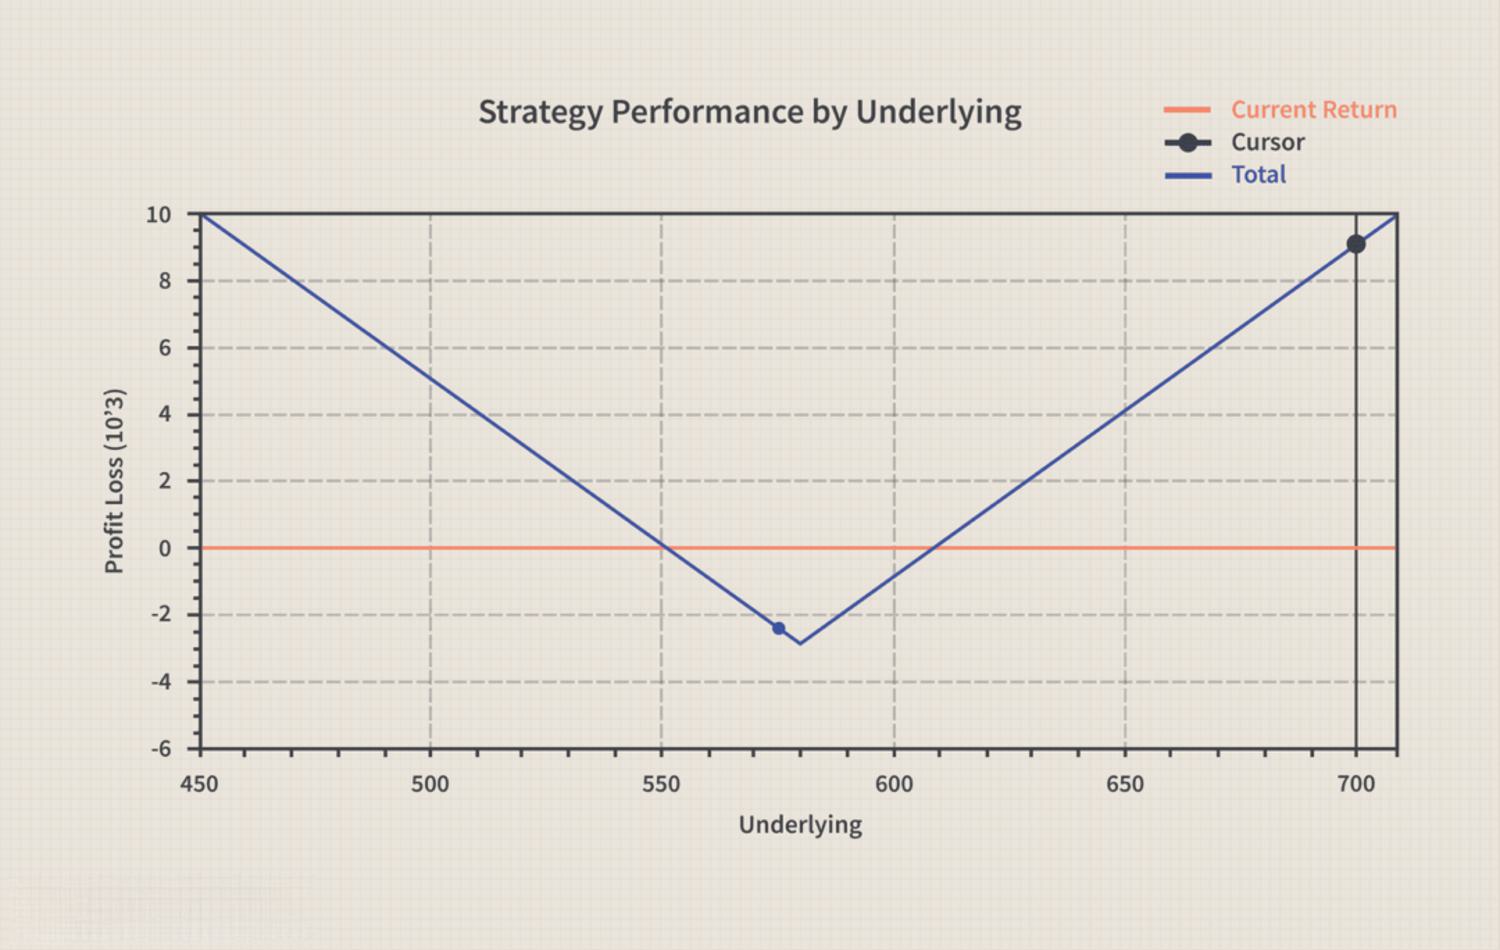 Strategy Performance by Underlying
Current Return
Cursor
Total
10
8
6
4
2
0
-2
-4
-6
Profit Loss (10’3)
450 500 550 600 650 700
Underlying